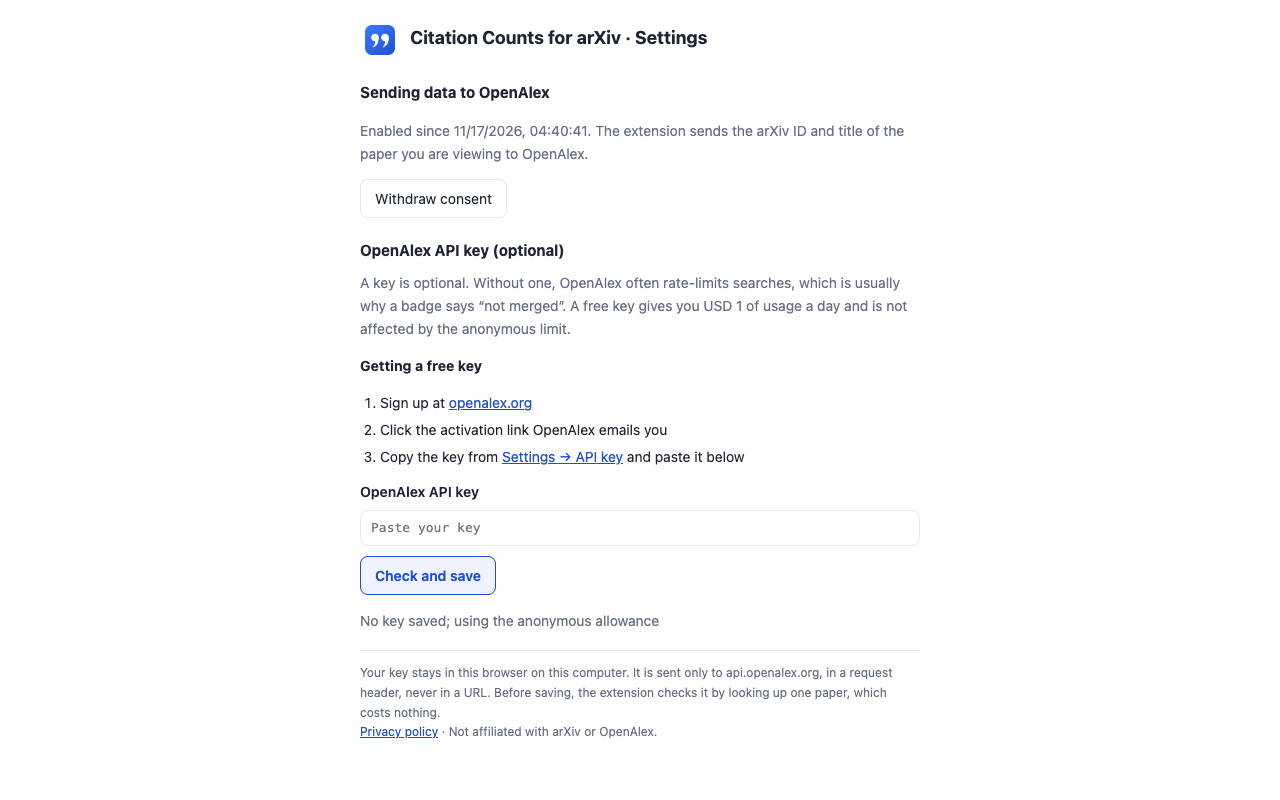 Citation Counts for arXiv · Settings
Sending data to OpenAlex
Enabled since 11/17/2026, 04:40:41. The extension sends the arXiv ID and title of the
paper you are viewing to OpenAlex.
Withdraw consent
OpenAlex API key (optional)
A key is optional. Without one, OpenAlex often rate-limits searches, which is usually
why a badge says “not merged”. A free key gives you USD 1 of usage a day and is not
affected by the anonymous limit.
Getting a free key
1. Sign up at openalex.org
2. Click the activation link OpenAlex emails you
3. Copy the key from Settings → API key and paste it below
OpenAlex API key
Paste your key
Check and save
No key saved; using the anonymous allowance
Your key stays in this browser on this computer. It is sent only to api.openalex.org, in a request
header, never in a URL. Before saving, the extension checks it by looking up one paper, which
costs nothing.
Privacy policy · Not affiliated with arXiv or OpenAlex.